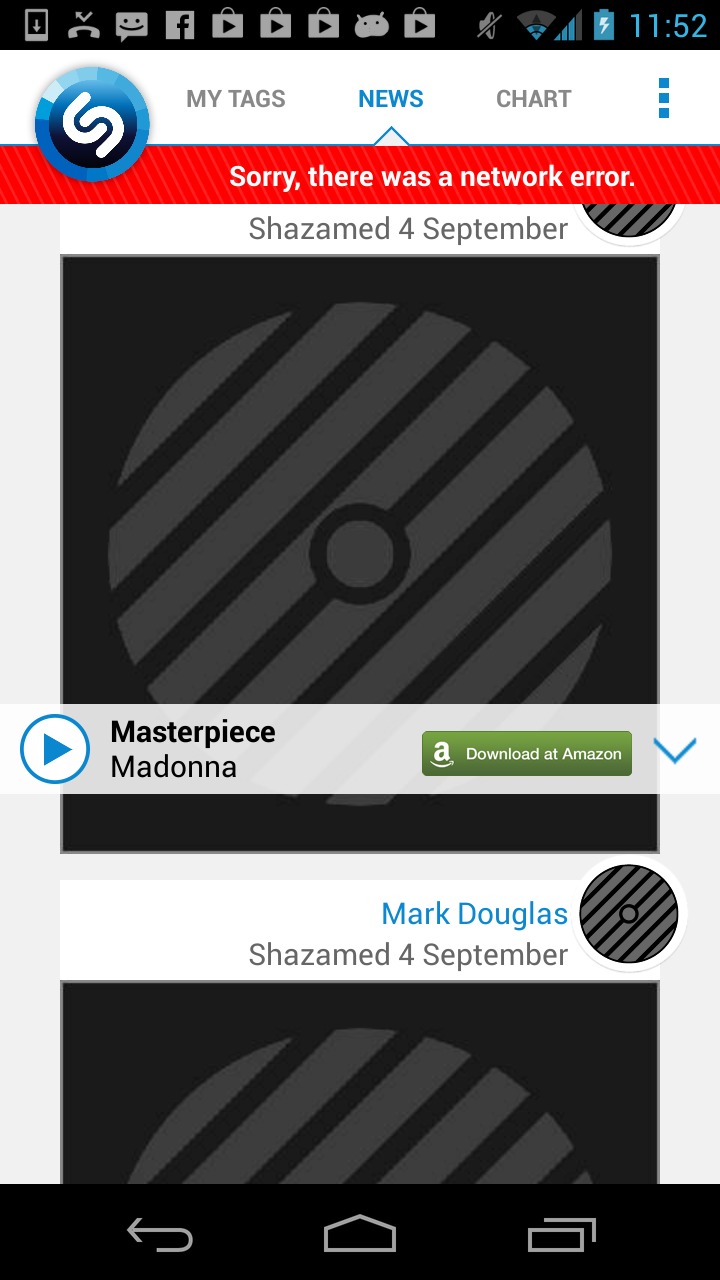 11:52
MY TAGS
NEWS
CHART
Sorry, there was a network error.
Shazamed 4 September
Masterpiece
Madonna
Download at Amazon
Mark Douglas
Shazamed 4 September